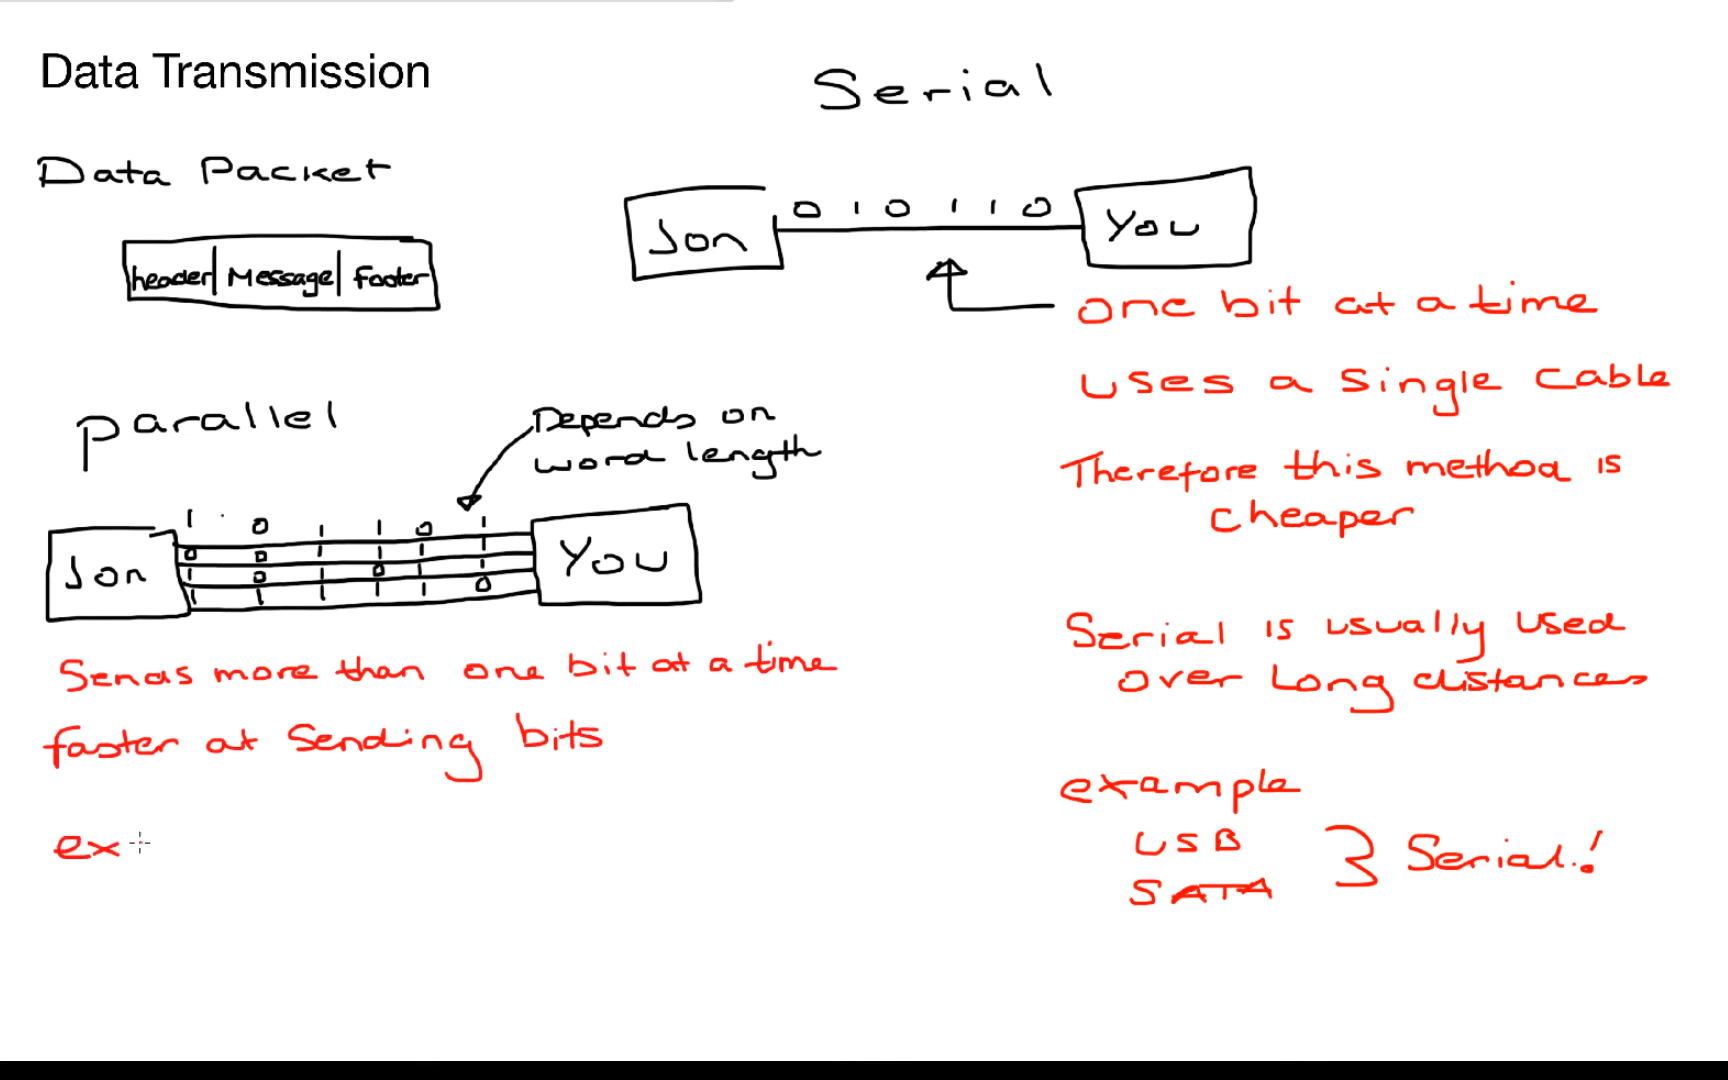 Data Transmission
Data Packet
header Message Footer
Serial
Jon 0 1 0 1 1 0 You
one bit at a time
uses a single cable
Therefore this method is
cheaper
Serial is usually used
over long distances
example
USB
SATA
} Serial!
Parallel
Depends on
word length
1 0 1 1 0 1
0 0 1 1 1 1
1 0 1 0 1 1
1 1 1 1 1 0
Jon You
Sends more than one bit at a time
faster at sending bits
ex